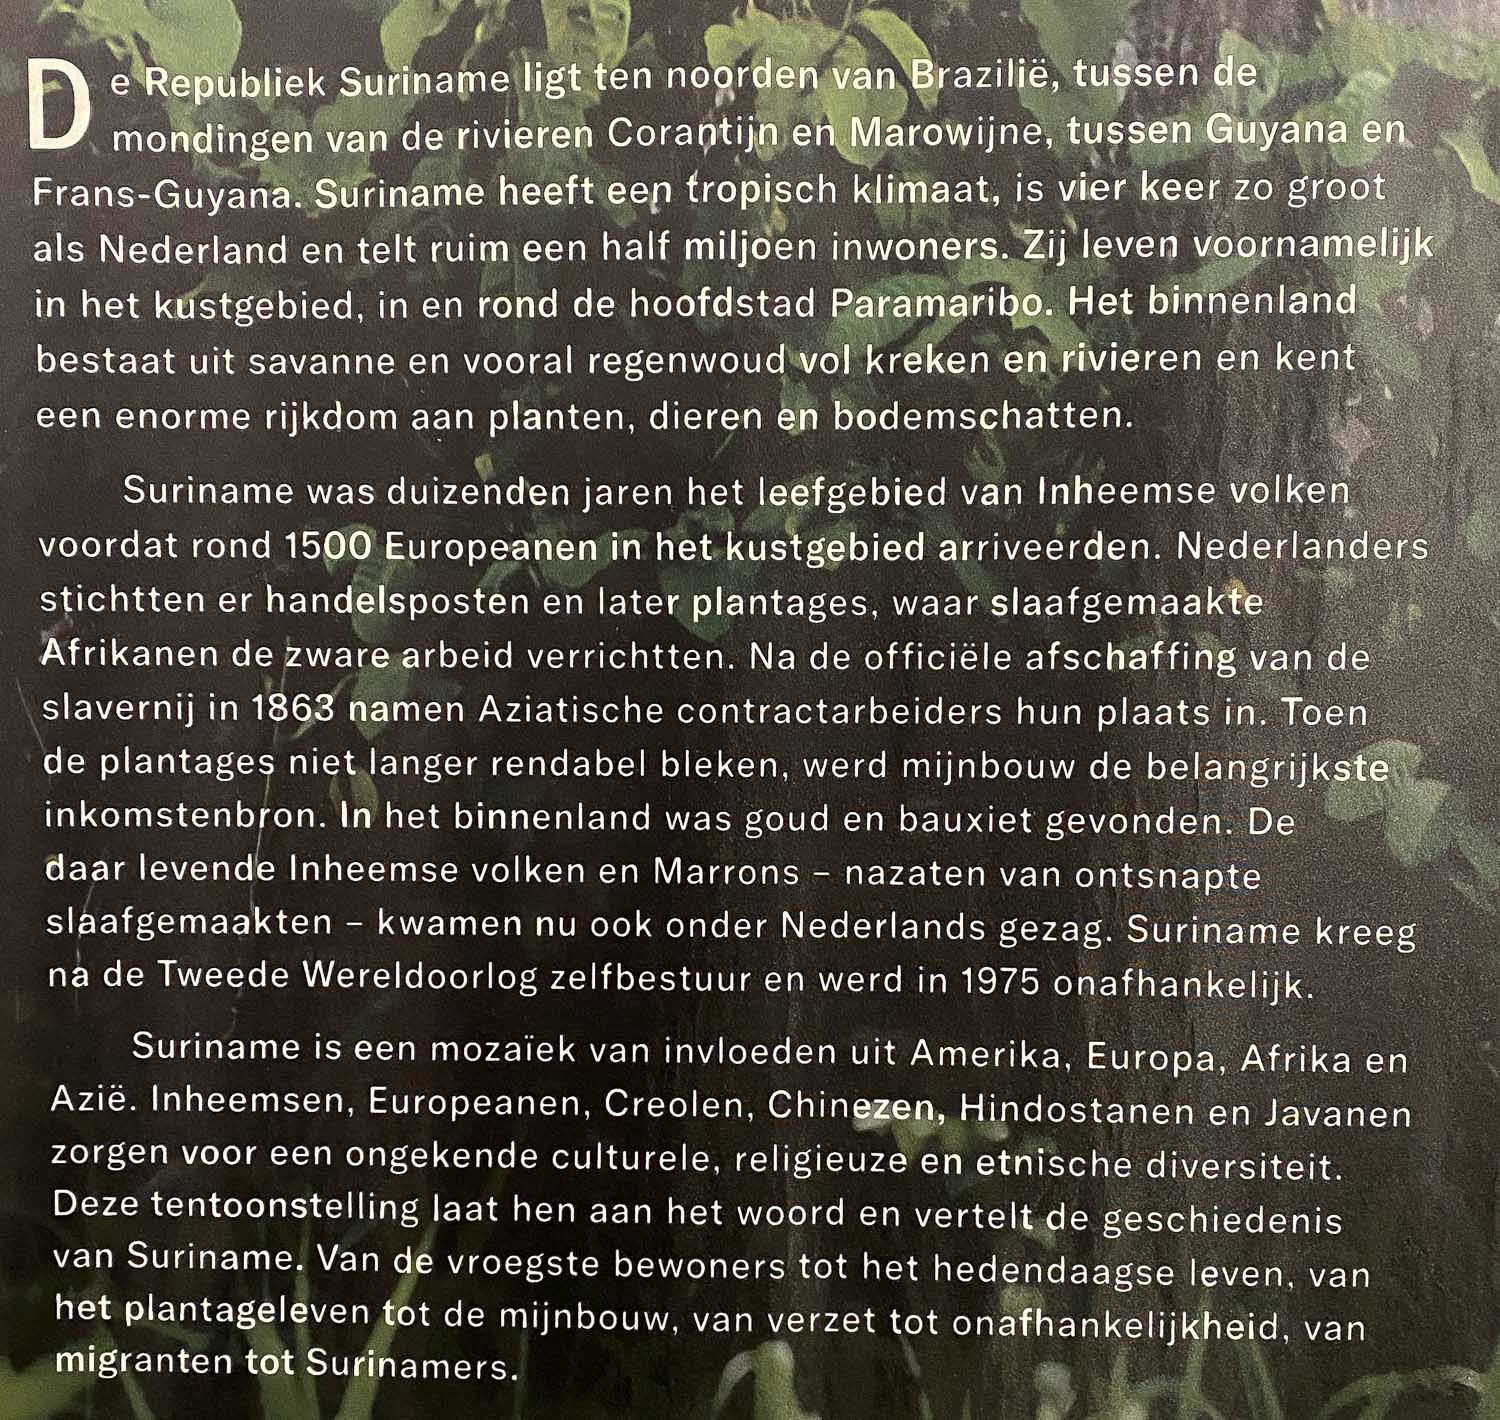 De Republiek Suriname ligt ten noorden van Brazilië, tussen de
mondingen van de rivieren Corantijn en Marowijne, tussen Guyana en
Frans-Guyana. Suriname heeft een tropisch klimaat, is vier keer zo groot
als Nederland en telt ruim een half miljoen inwoners. Zij leven voornamelijk
in het kustgebied, in en rond de hoofdstad Paramaribo. Het binnenland
bestaat uit savanne en vooral regenwoud vol kreken en rivieren en kent
een enorme rijkdom aan planten, dieren en bodemschatten.
Suriname was duizenden jaren het leefgebied van Inheemse volken
voordat rond 1500 Europeanen in het kustgebied arriveerden. Nederlanders
stichtten er handelsposten en later plantages, waar slaafgemaakte
Afrikanen de zware arbeid verrichtten. Na de officiële afschaffing van de
slavernij in 1863 namen Aziatische contractarbeiders hun plaats in. Toen
de plantages niet langer rendabel bleken, werd mijnbouw de belangrijkste
inkomstenbron. In het binnenland was goud en bauxiet gevonden. De
daar levende Inheemse volken en Marrons – nazaten van ontsnapte
slaafgemaakten – kwamen nu ook onder Nederlands gezag. Suriname kreeg
na de Tweede Wereldoorlog zelfbestuur en werd in 1975 onafhankelijk.
Suriname is een mozaïek van invloeden uit Amerika, Europa, Afrika en
Azië. Inheemsen, Europeanen, Creolen, Chinezen, Hindostanen en Javanen
zorgen voor een ongekende culturele, religieuze en etnische diversiteit.
Deze tentoonstelling laat hen aan het woord en vertelt de geschiedenis
van Suriname. Van de vroegste bewoners tot het hedendaagse leven, van
het plantageleven tot de mijnbouw, van verzet tot onafhankelijkheid, van
migranten tot Surinamers.